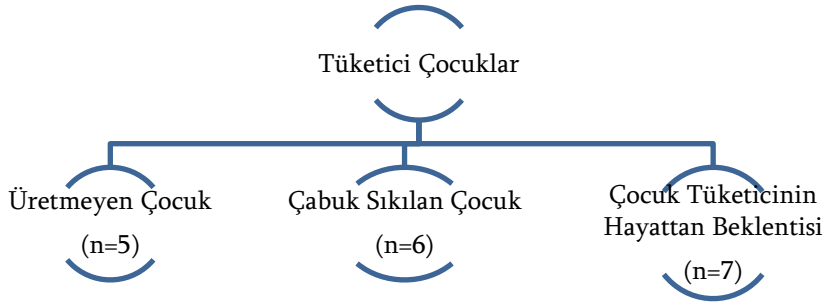 Tüketici Çocuklar
Üretmeyen Çocuk
(n=5)
Çabuk Sıkılan Çocuk
(n=6)
Çocuk Tüketicinin
Hayattan Beklentisi
(n=7)